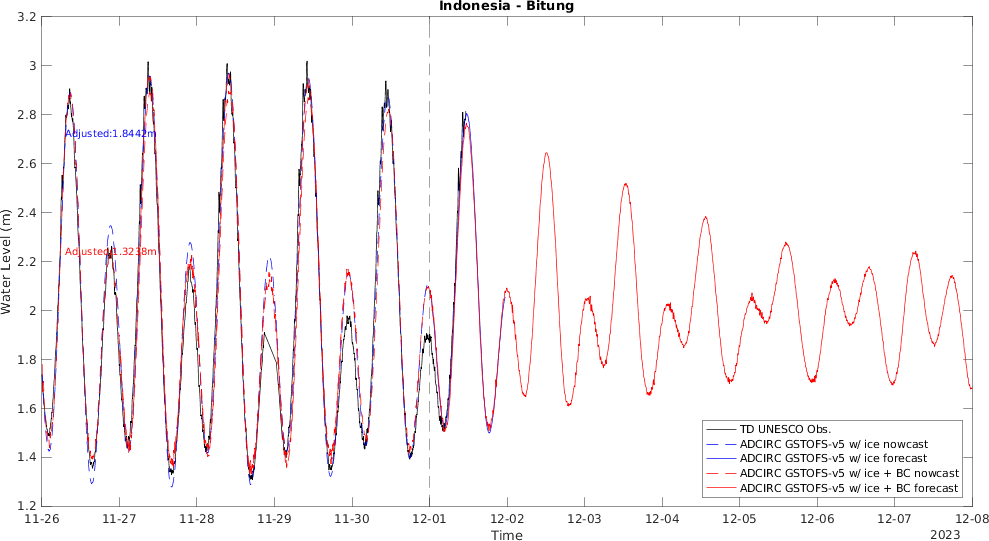 Indonesia - Bitung
3.2
3
2.8
2.6
2.4
2.2
2
1.8
1.6
1.4
1.2
Water Level (m)
Adjusted:1.8442m
Adjusted:1.3238m
TD UNESCO Obs.
ADCIRC GSTOFS-v5 w/ ice nowcast
ADCIRC GSTOFS-v5 w/ ice forecast
ADCIRC GSTOFS-v5 w/ ice + BC nowcast
ADCIRC GSTOFS-v5 w/ ice + BC forecast
11-26 11-27 11-28 11-29 11-30 12-01 12-02 12-03 12-04 12-05 12-06 12-07 12-08
Time
2023